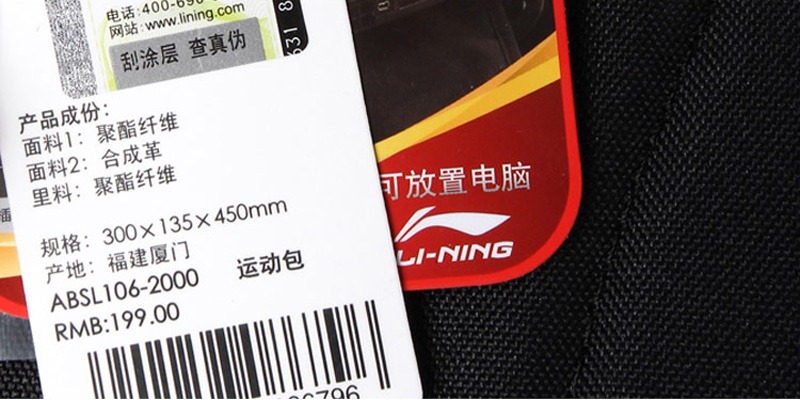 电话:400-690-
网站:www.lining.com
刮涂层 查真伪
产品成份:
面料1: 聚酯纤维
面料2: 合成革
里料: 聚酯纤维
规格: 300×135×450mm
产地: 福建厦门
ABSL106-2000 运动包
RMB:199.00
6796
可放置电脑
LI-NING
插